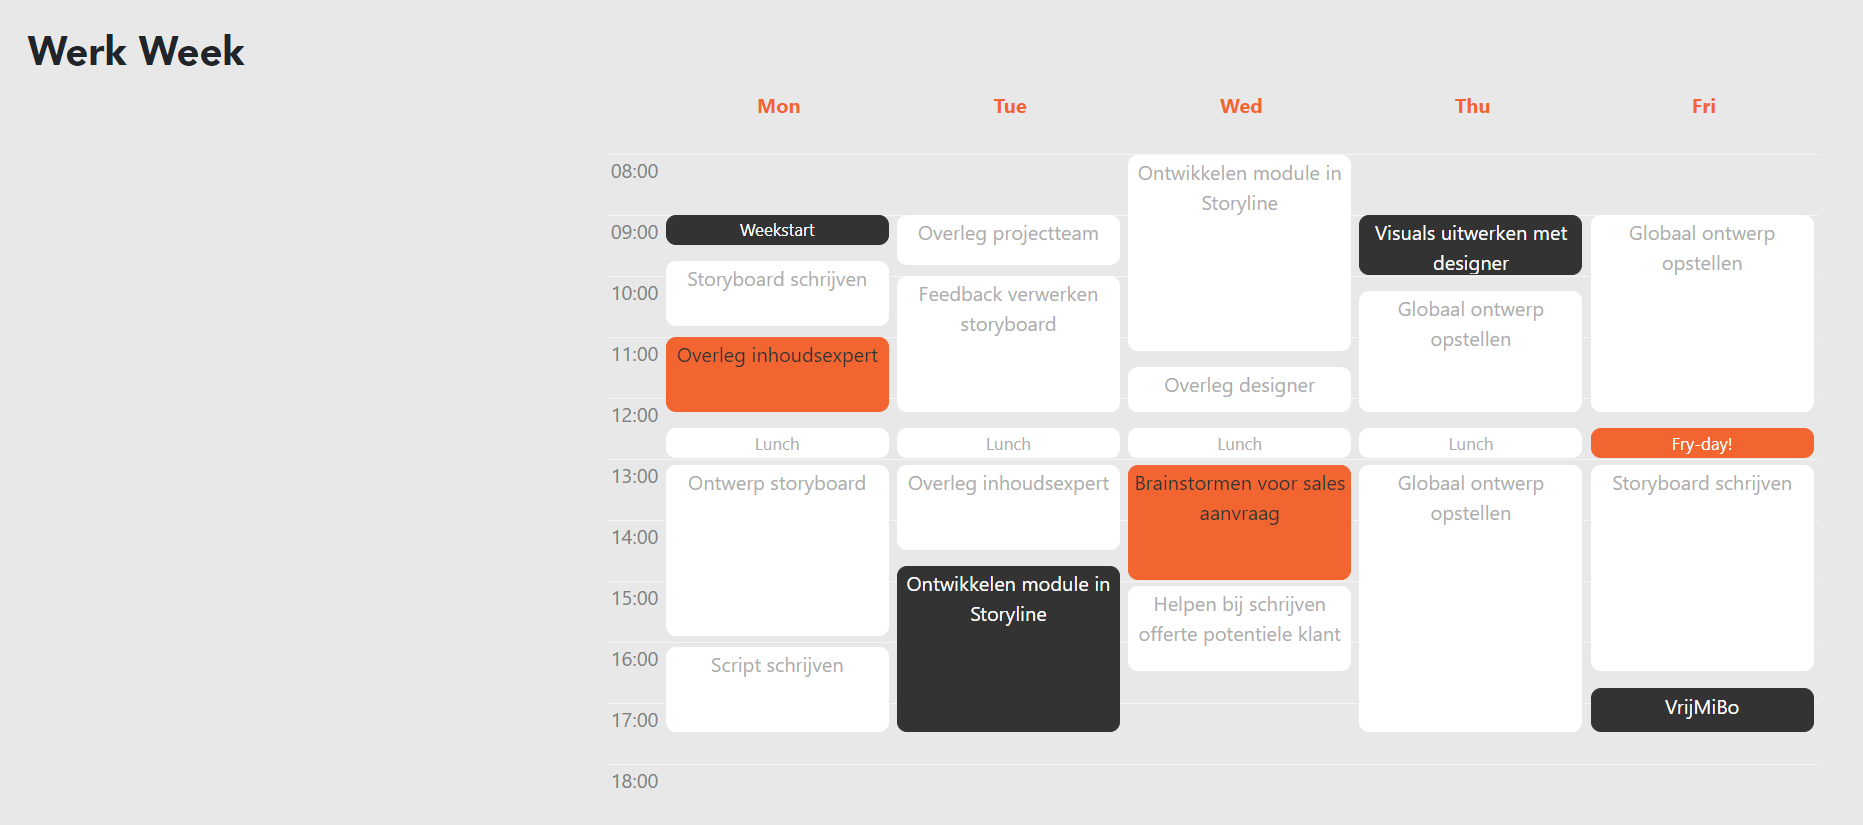 Werk Week
Mon
Tue
Wed
Thu
Fri
08:00
09:00
10:00
11:00
12:00
13:00
14:00
15:00
16:00
17:00
18:00
Weekstart
Storyboard schrijven
Overleg inhoudsexpert
Lunch
Ontwerp storyboard
Script schrijven
Overleg projectteam
Feedback verwerken
storyboard
Lunch
Overleg inhoudsexpert
Ontwikkelen module in
Storyline
Ontwikkelen module in
Storyline
Overleg designer
Lunch
Brainstormen voor sales
aanvraag
Helpen bij schrijven
offerte potentiele klant
Visuals uitwerken met
designer
Globaal ontwerp
opstellen
Lunch
Globaal ontwerp
opstellen
Globaal ontwerp
opstellen
Fry-day!
Storyboard schrijven
VrijMiBo